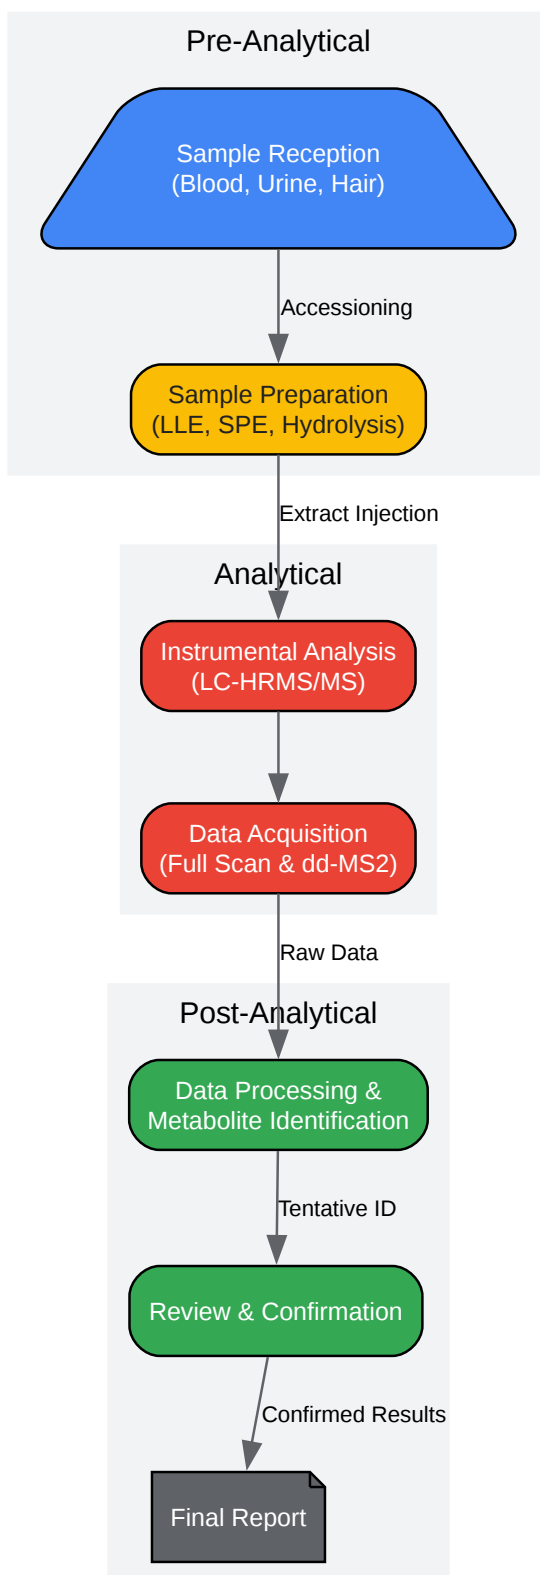 Pre-Analytical
Sample Reception
(Blood, Urine, Hair)
Accessioning
Sample Preparation
(LLE, SPE, Hydrolysis)
Extract Injection
Analytical
Instrumental Analysis
(LC-HRMS/MS)
Data Acquisition
(Full Scan & dd-MS2)
Raw Data
Post-Analytical
Data Processing &
Metabolite Identification
Tentative ID
Review & Confirmation
Confirmed Results
Final Report